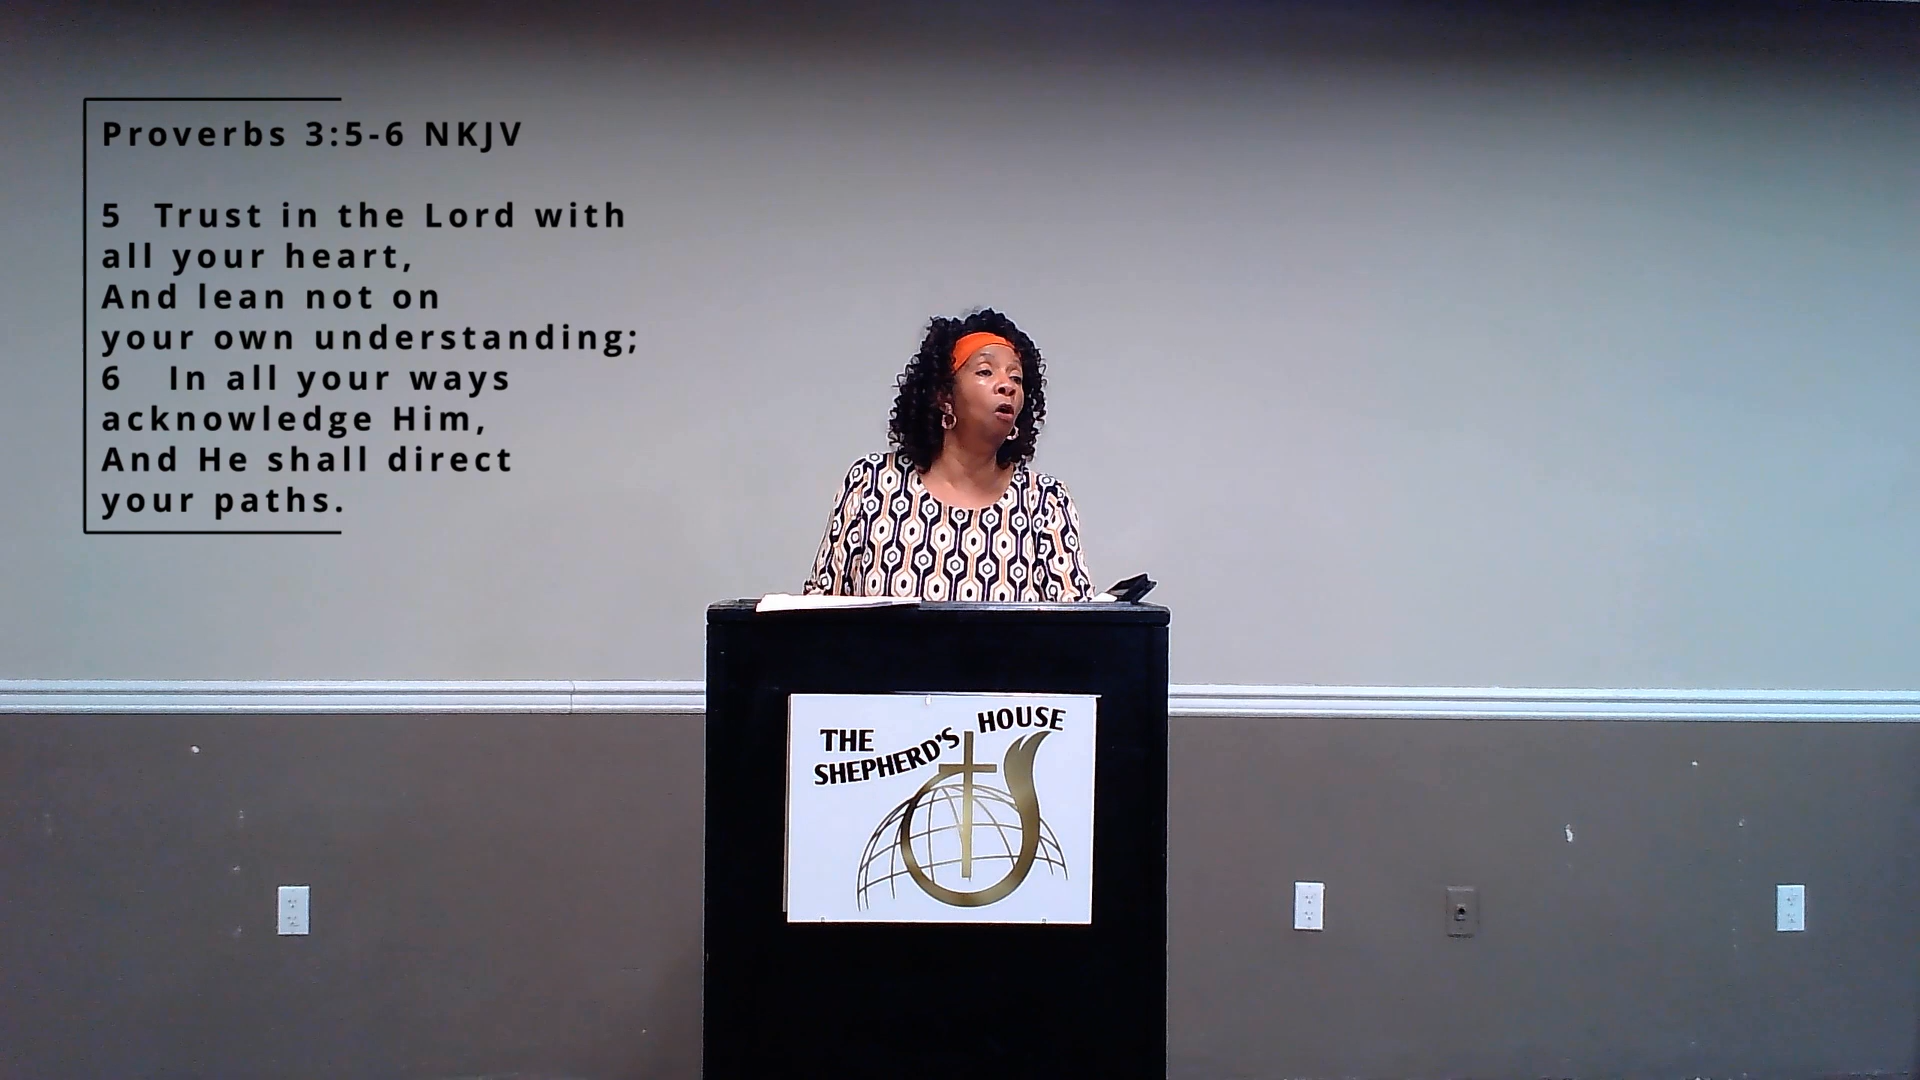 Proverbs 3:5-6 NKJV
5 Trust in the Lord with
all your heart,
And lean not on
your own understanding;
6 In all your ways
acknowledge Him,
And He shall direct
your paths.
THE SHEPHERD'S HOUSE